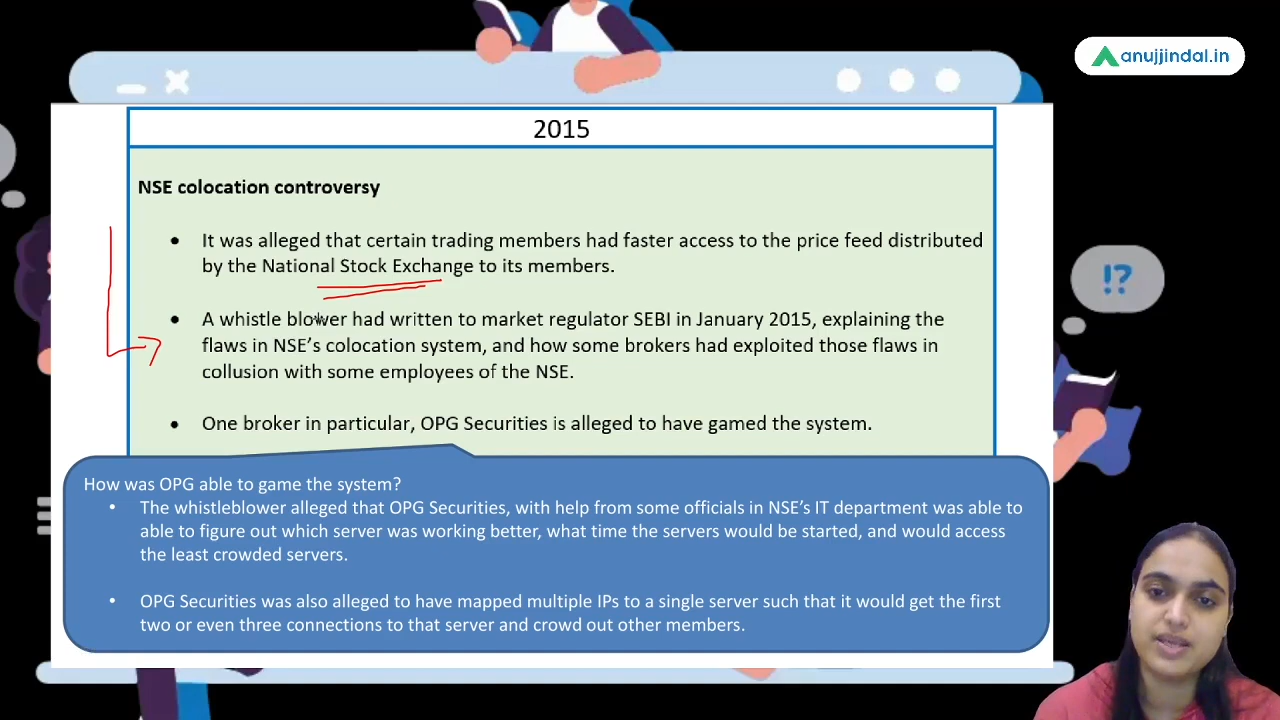 anujjindal.in
2015
NSE colocation controversy
• It was alleged that certain trading members had faster access to the price feed distributed
by the National Stock Exchange to its members.
• A whistle blower had written to market regulator SEBI in January 2015, explaining the
flaws in NSE’s colocation system, and how some brokers had exploited those flaws in
collusion with some employees of the NSE.
• One broker in particular, OPG Securities is alleged to have gamed the system.
How was OPG able to game the system?
• The whistleblower alleged that OPG Securities, with help from some officials in NSE’s IT department was able to
able to figure out which server was working better, what time the servers would be started, and would access
the least crowded servers.
• OPG Securities was also alleged to have mapped multiple IPs to a single server such that it would get the first
two or even three connections to that server and crowd out other members.
!?